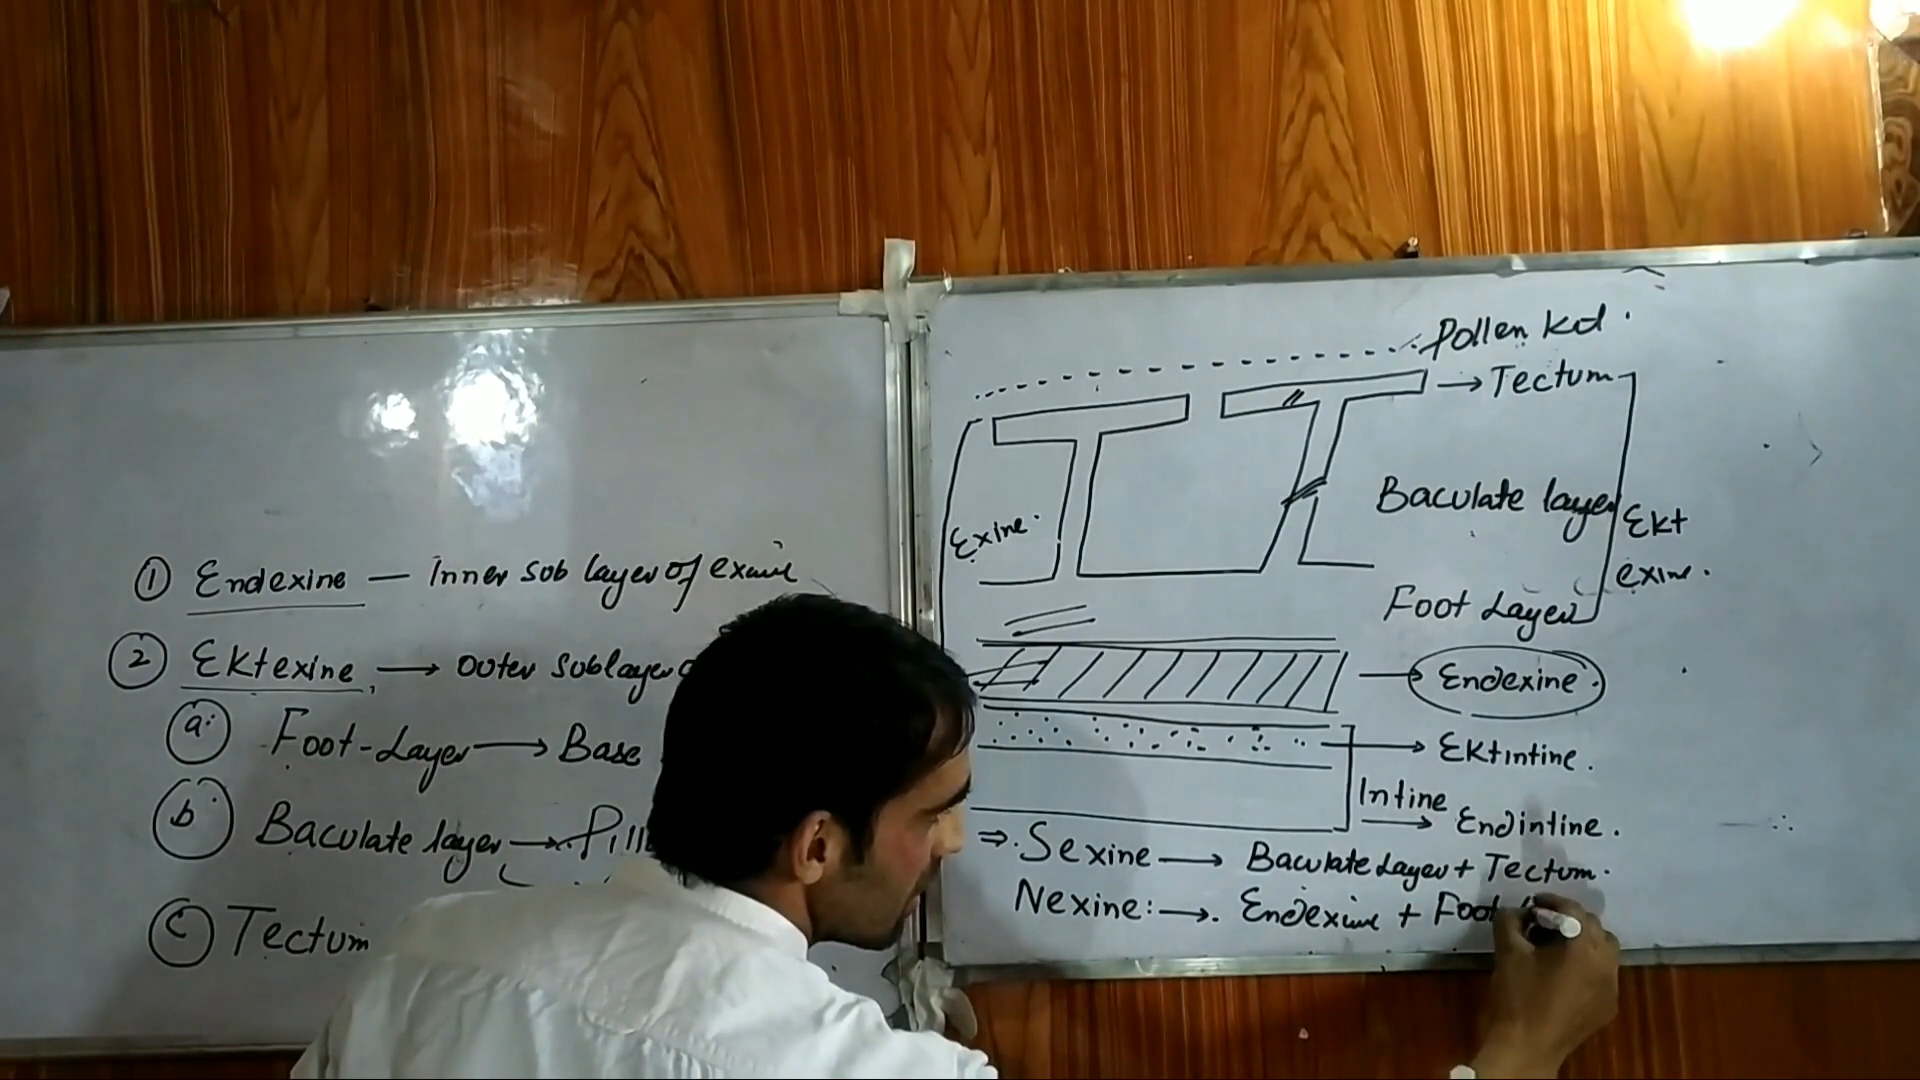 ① Endexine — Inner sub layer of exine
② Ektexine, → outer sublayer
a. Foot-Layer → Base
b. Baculate layer →
c Tectum
Pollen Kit.
→ Tectum
Exine.
Baculate layer
Ekt
exine.
Foot Layer
→ Endexine.
→ Ektintine.
Intine
→ Endintine.
⇒. Sexine → Baculate Layer + Tectum.
Nexine: →. Endexine + Foot